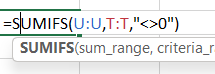 =SUMIFS(U:U,T:T,"<>0")
SUMIFS(sum_range, criteria_r